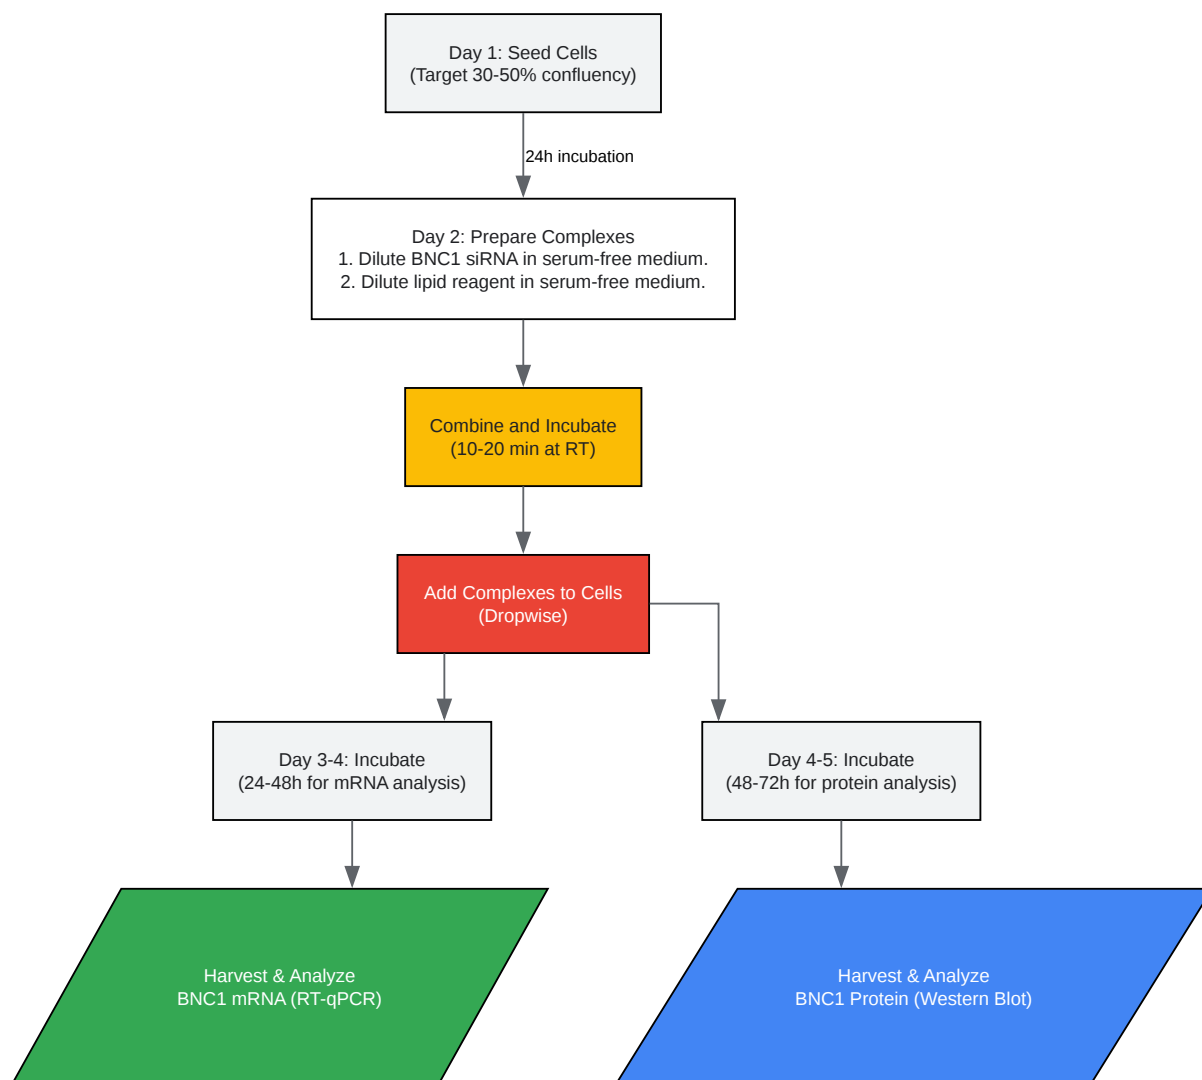 Day 1: Seed Cells
(Target 30-50% confluency)
24h incubation
Day 2: Prepare Complexes
1. Dilute BNC1 siRNA in serum-free medium.
2. Dilute lipid reagent in serum-free medium.
Combine and Incubate
(10-20 min at RT)
Add Complexes to Cells
(Dropwise)
Day 3-4: Incubate
(24-48h for mRNA analysis)
Day 4-5: Incubate
(48-72h for protein analysis)
Harvest & Analyze
BNC1 mRNA (RT-qPCR)
Harvest & Analyze
BNC1 Protein (Western Blot)